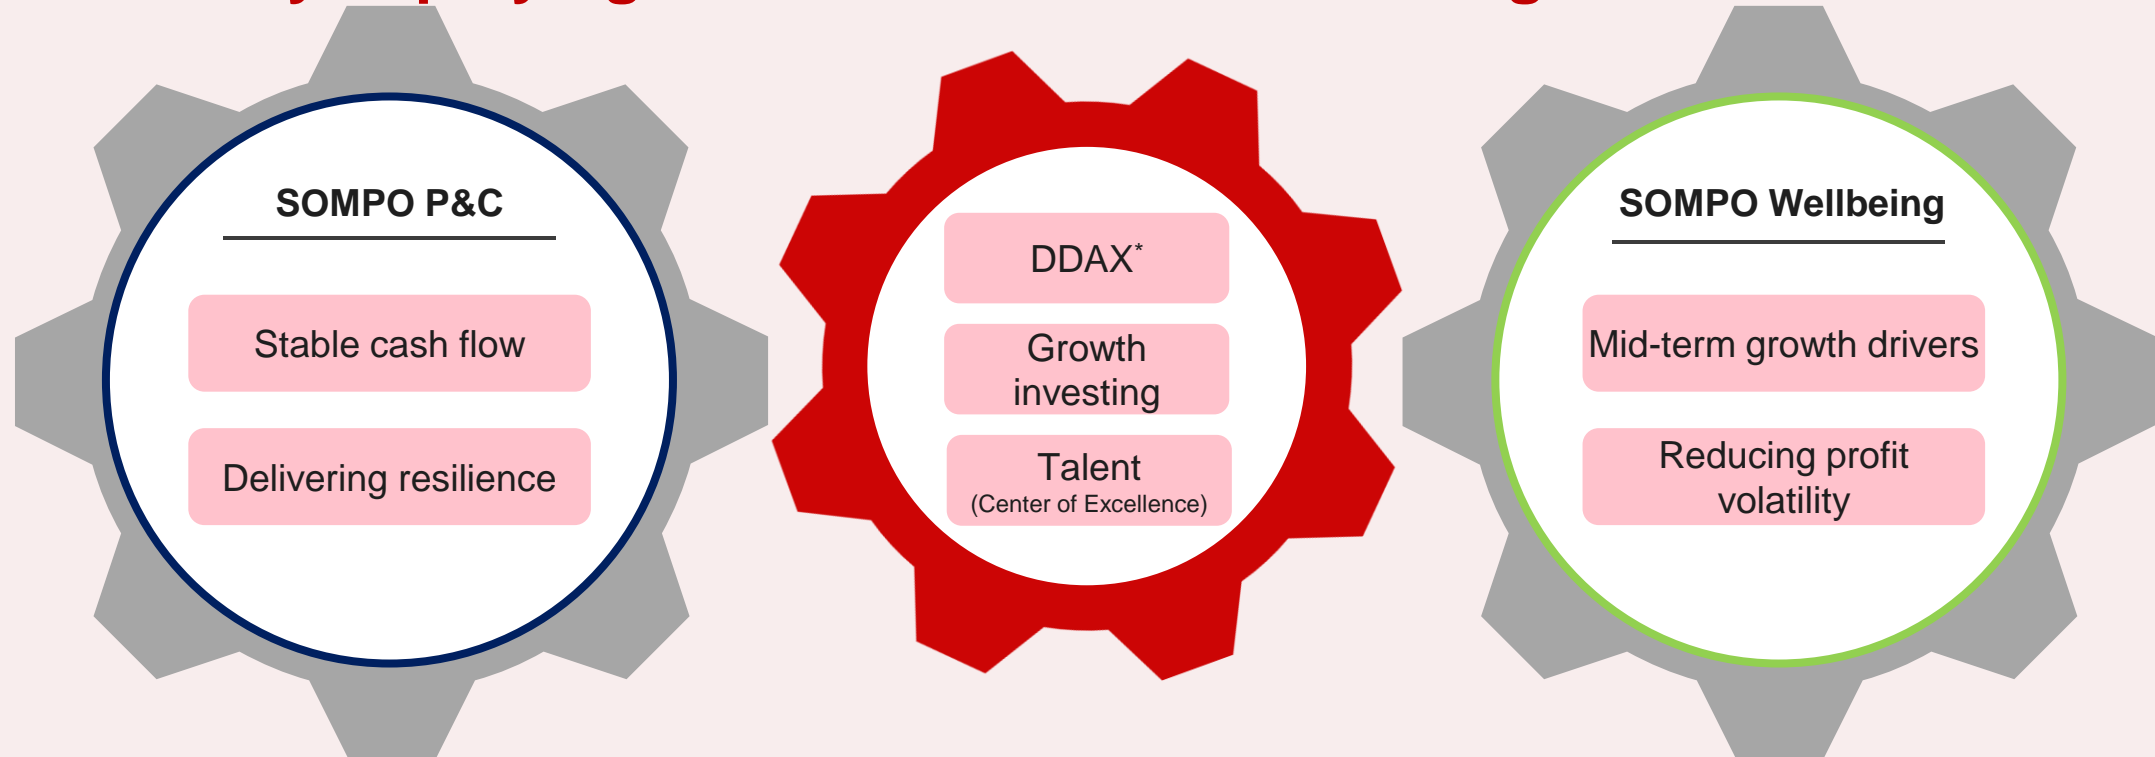 SOMPO P&C
Stable cash flow
Delivering resilience
DDAX*
Growth
investing
Talent
(Center of Excellence)
SOMPO Wellbeing
Mid-term growth drivers
Reducing profit
volatility